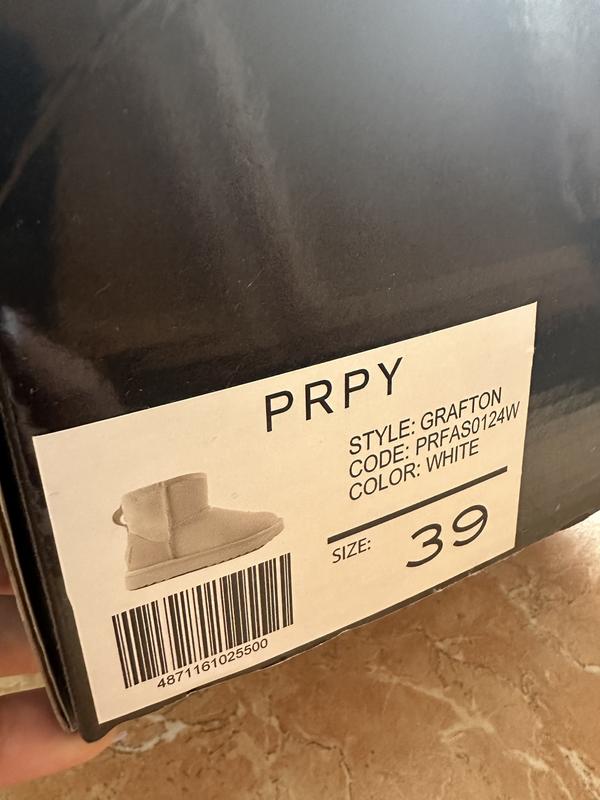 PRPY
STYLE: GRAFTON
CODE: PRFAS0124W
COLOR: WHITE
SIZE: 39
4871161025500